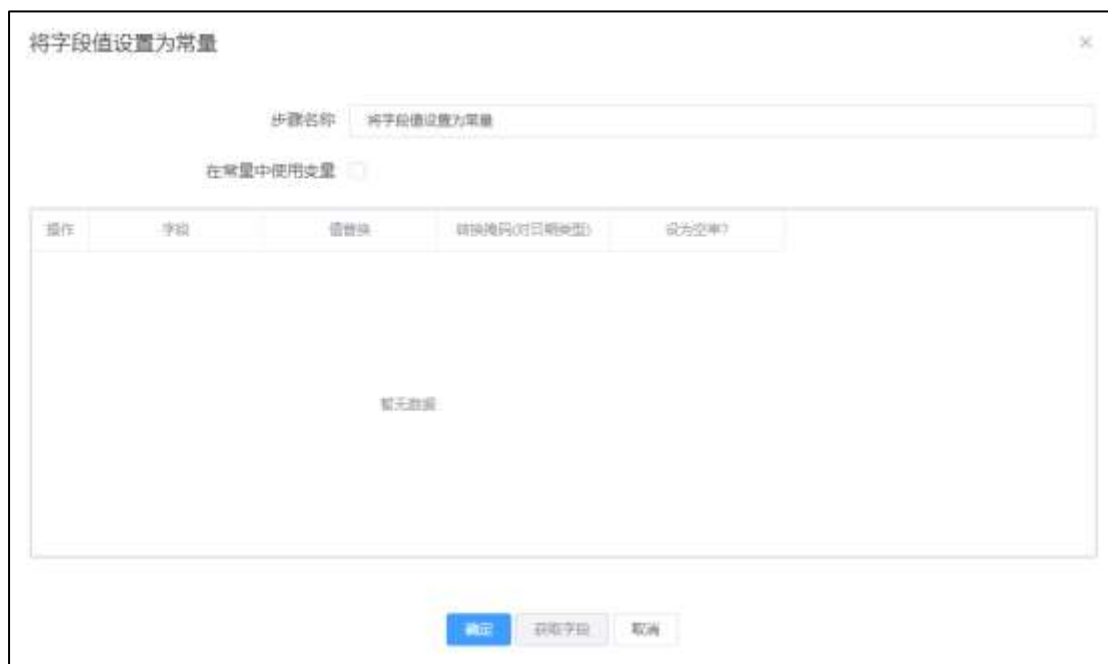 将字段值设置为常量
步骤名称 将字段值设置为常量
在常量中使用变量
操作 字段 值替换 转换掩码(对日期类型) 设为空串?
暂无数据
确定 获取字段 取消